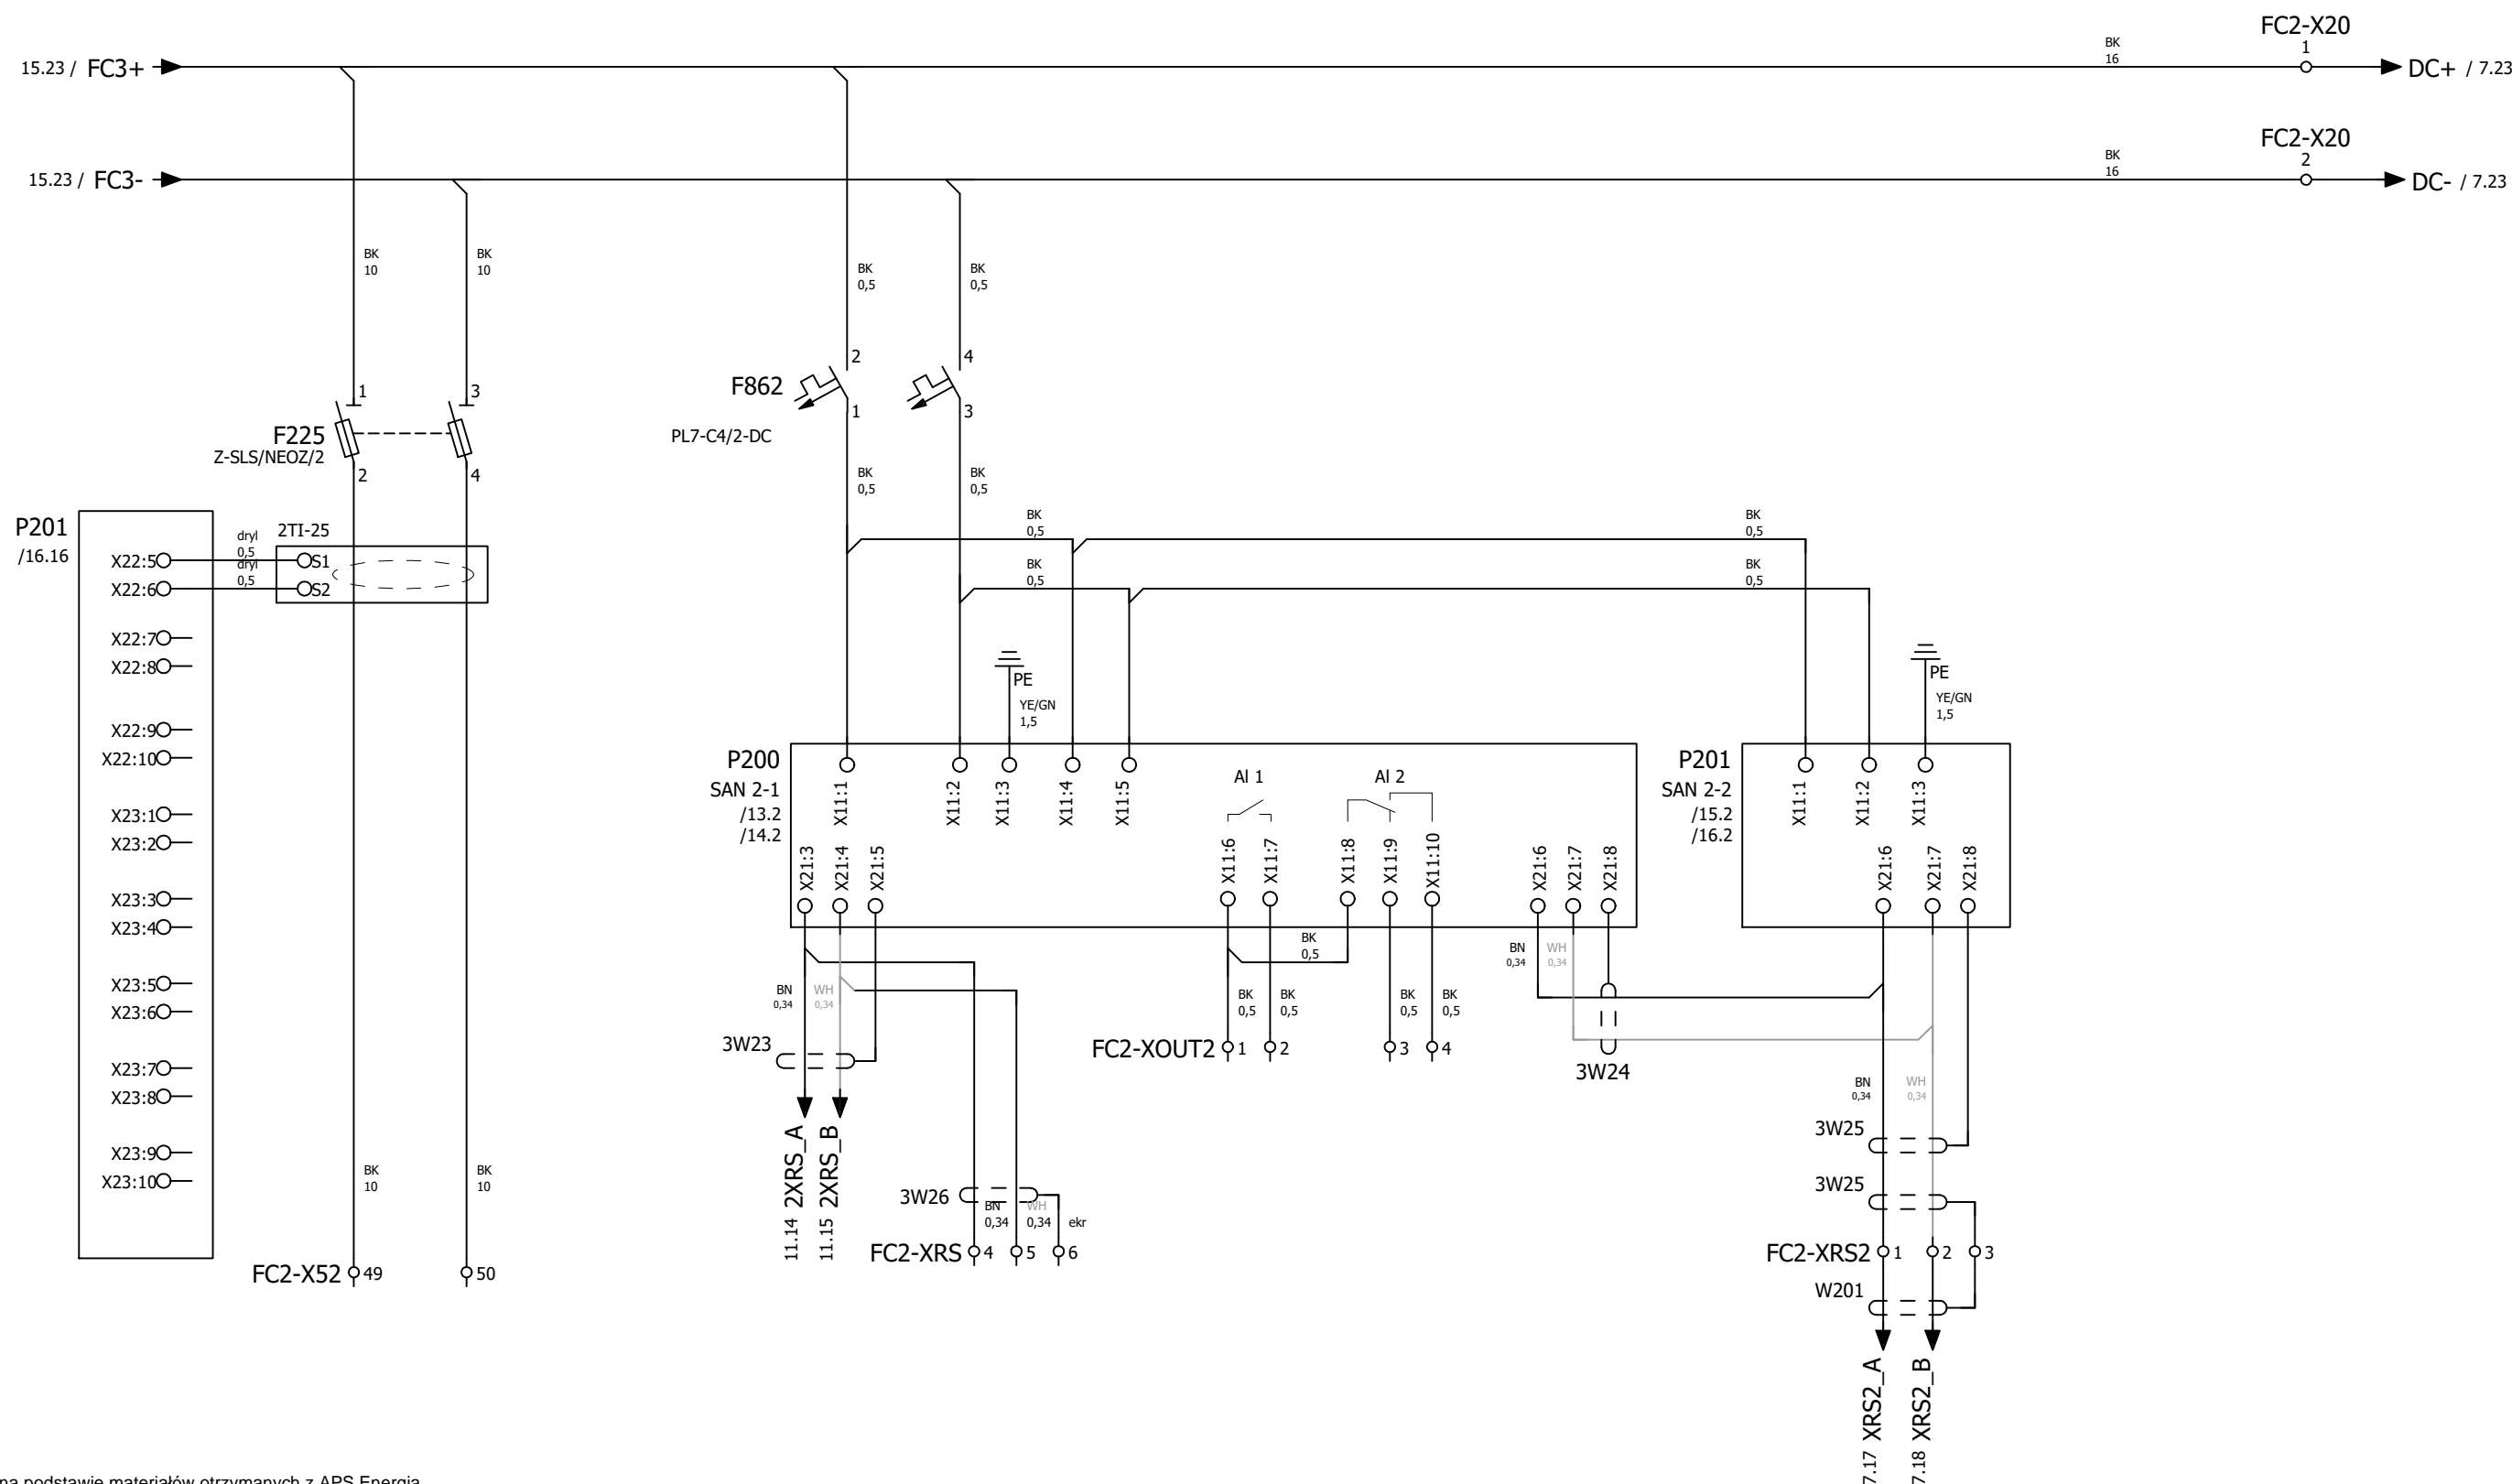 FC2-X20
1
BK
16
15.23 / FC3+
DC+ / 7.23
FC2-X20
2
BK
16
15.23 / FC3-
DC- / 7.23
BK
10
BK
10
BK
0,5
BK
0,5
2
4
F862
1
3
PL7-C4/2-DC
1
3
F225
Z-SLS/NEOZ/2
2
4
BK
0,5
BK
0,5
BK
0,5
BK
0,5
BK
0,5
BK
0,5
P201
/16.16
dryl
0,5
dryl
0,5
2TI-25
X22:5
S1
X22:6
S2
X22:7
X22:8
X22:9
X22:10
X23:1
X23:2
X23:3
X23:4
X23:5
X23:6
X23:7
X23:8
X23:9
X23:10
BK
10
BK
10
FC2-X52
49
50
PE
YE/GN
1,5
PE
YE/GN
1,5
P200
SAN 2-1
/13.2
/14.2
X11:1
X11:2
X11:3
X11:4
X11:5
Al 1
Al 2
X21:3
X21:4
X21:5
X11:6
X11:7
X11:8
X11:9
X11:10
X21:6
X21:7
X21:8
P201
SAN 2-2
/15.2
/16.2
X11:1
X11:2
X11:3
X21:6
X21:7
X21:8
BK
0,5
BN
0,34
WH
0,34
BN
0,34
WH
0,34
BK
0,5
BK
0,5
BK
0,5
BK
0,5
3W23
FC2-XOUT2
1
2
3
4
3W24
11.14 2XRS_A
11.15 2XRS_B
3W26
BN
0,34
WH
0,34
ekr
FC2-XRS
4
5
6
BN
0,34
WH
0,34
3W25
3W25
FC2-XRS2
1
2
3
W201
7.17 XRS2_A
7.18 XRS2_B
na podstawie materiałów otrzymanych z APS Energia